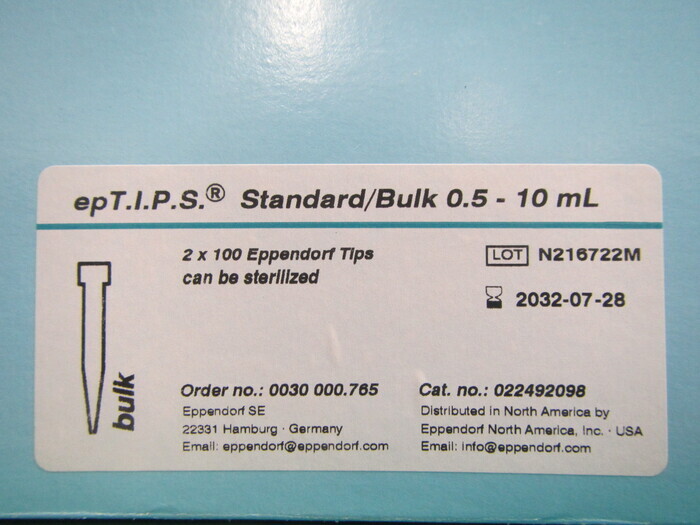 epT.I.P.S.® Standard/Bulk 0.5 - 10 mL
2 x 100 Eppendorf Tips
can be sterilized
LOT N216722M
2032-07-28
bulk
Order no.: 0030 000.765
Eppendorf SE
22331 Hamburg · Germany
Email: eppendorf@eppendorf.com
Cat. no.: 022492098
Distributed in North America by
Eppendorf North America, Inc. · USA
Email: info@eppendorf.com